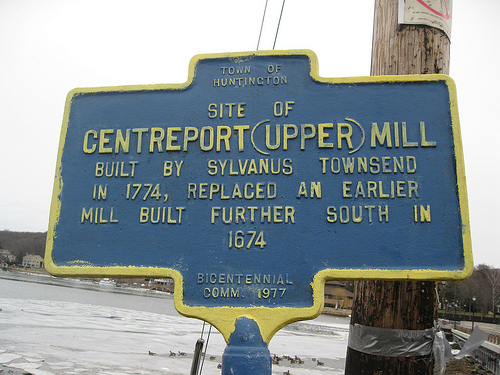 TOWN OF
HUNTINGTON
SITE OF
CENTREPORT (UPPER) MILL
BUILT BY SYLVANUS TOWNSEND
IN 1774, REPLACED AN EARLIER
MILL BUILT FURTHER SOUTH IN
1674
BICENTENNIAL
COMM. 1977